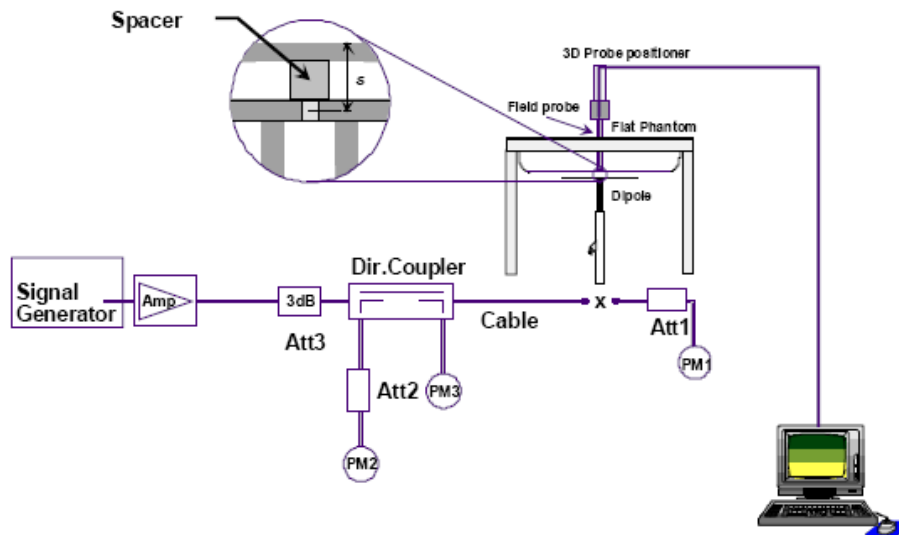 Spacer
s
3D Probe positioner
Field probe
Flat Phantom
Dipole
Signal
Generator
Amp
3dB
Att3
Dir.Coupler
Att2
PM2
PM3
Cable
x
Att1
PM1